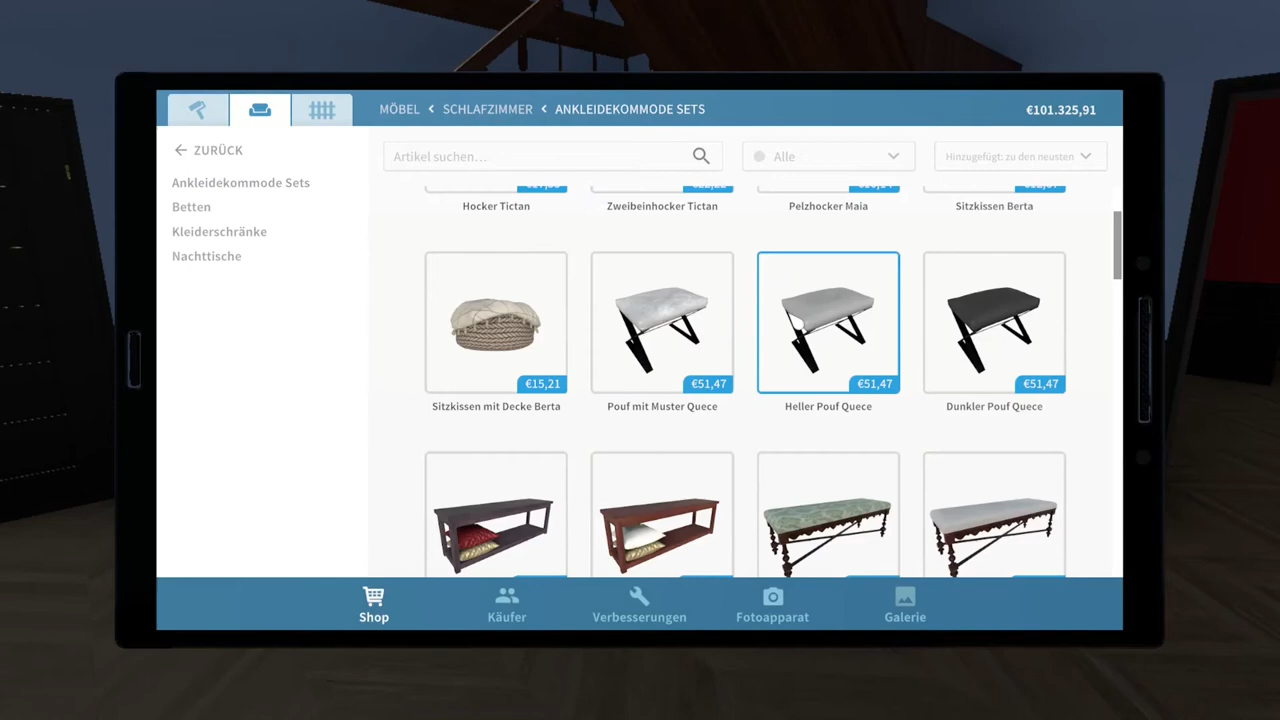 MÖBEL < SCHLAFZIMMER < ANKLEIDEKOMMODE SETS
€101.325,91
ZURÜCK
Ankleidekommode Sets
Betten
Kleiderschränke
Nachttische
Artikel suchen...
Alle
Hinzugefügt: zu den neusten
Hocker Tictan
Zweibeinhocker Tictan
Pelzhocker Maia
Sitzkissen Berta
€15,21
€51,47
€51,47
€51,47
Sitzkissen mit Decke Berta
Pouf mit Muster Quece
Heller Pouf Quece
Dunkler Pouf Quece
Shop
Käufer
Verbesserungen
Fotoapparat
Galerie